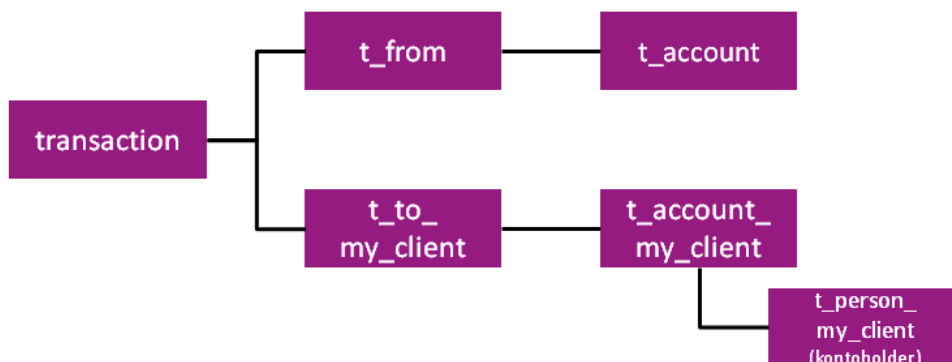 t_from
t_account
transaction
t_to_
my_client
t_account_
my_client
t_person_
my_client
(kontoholder)